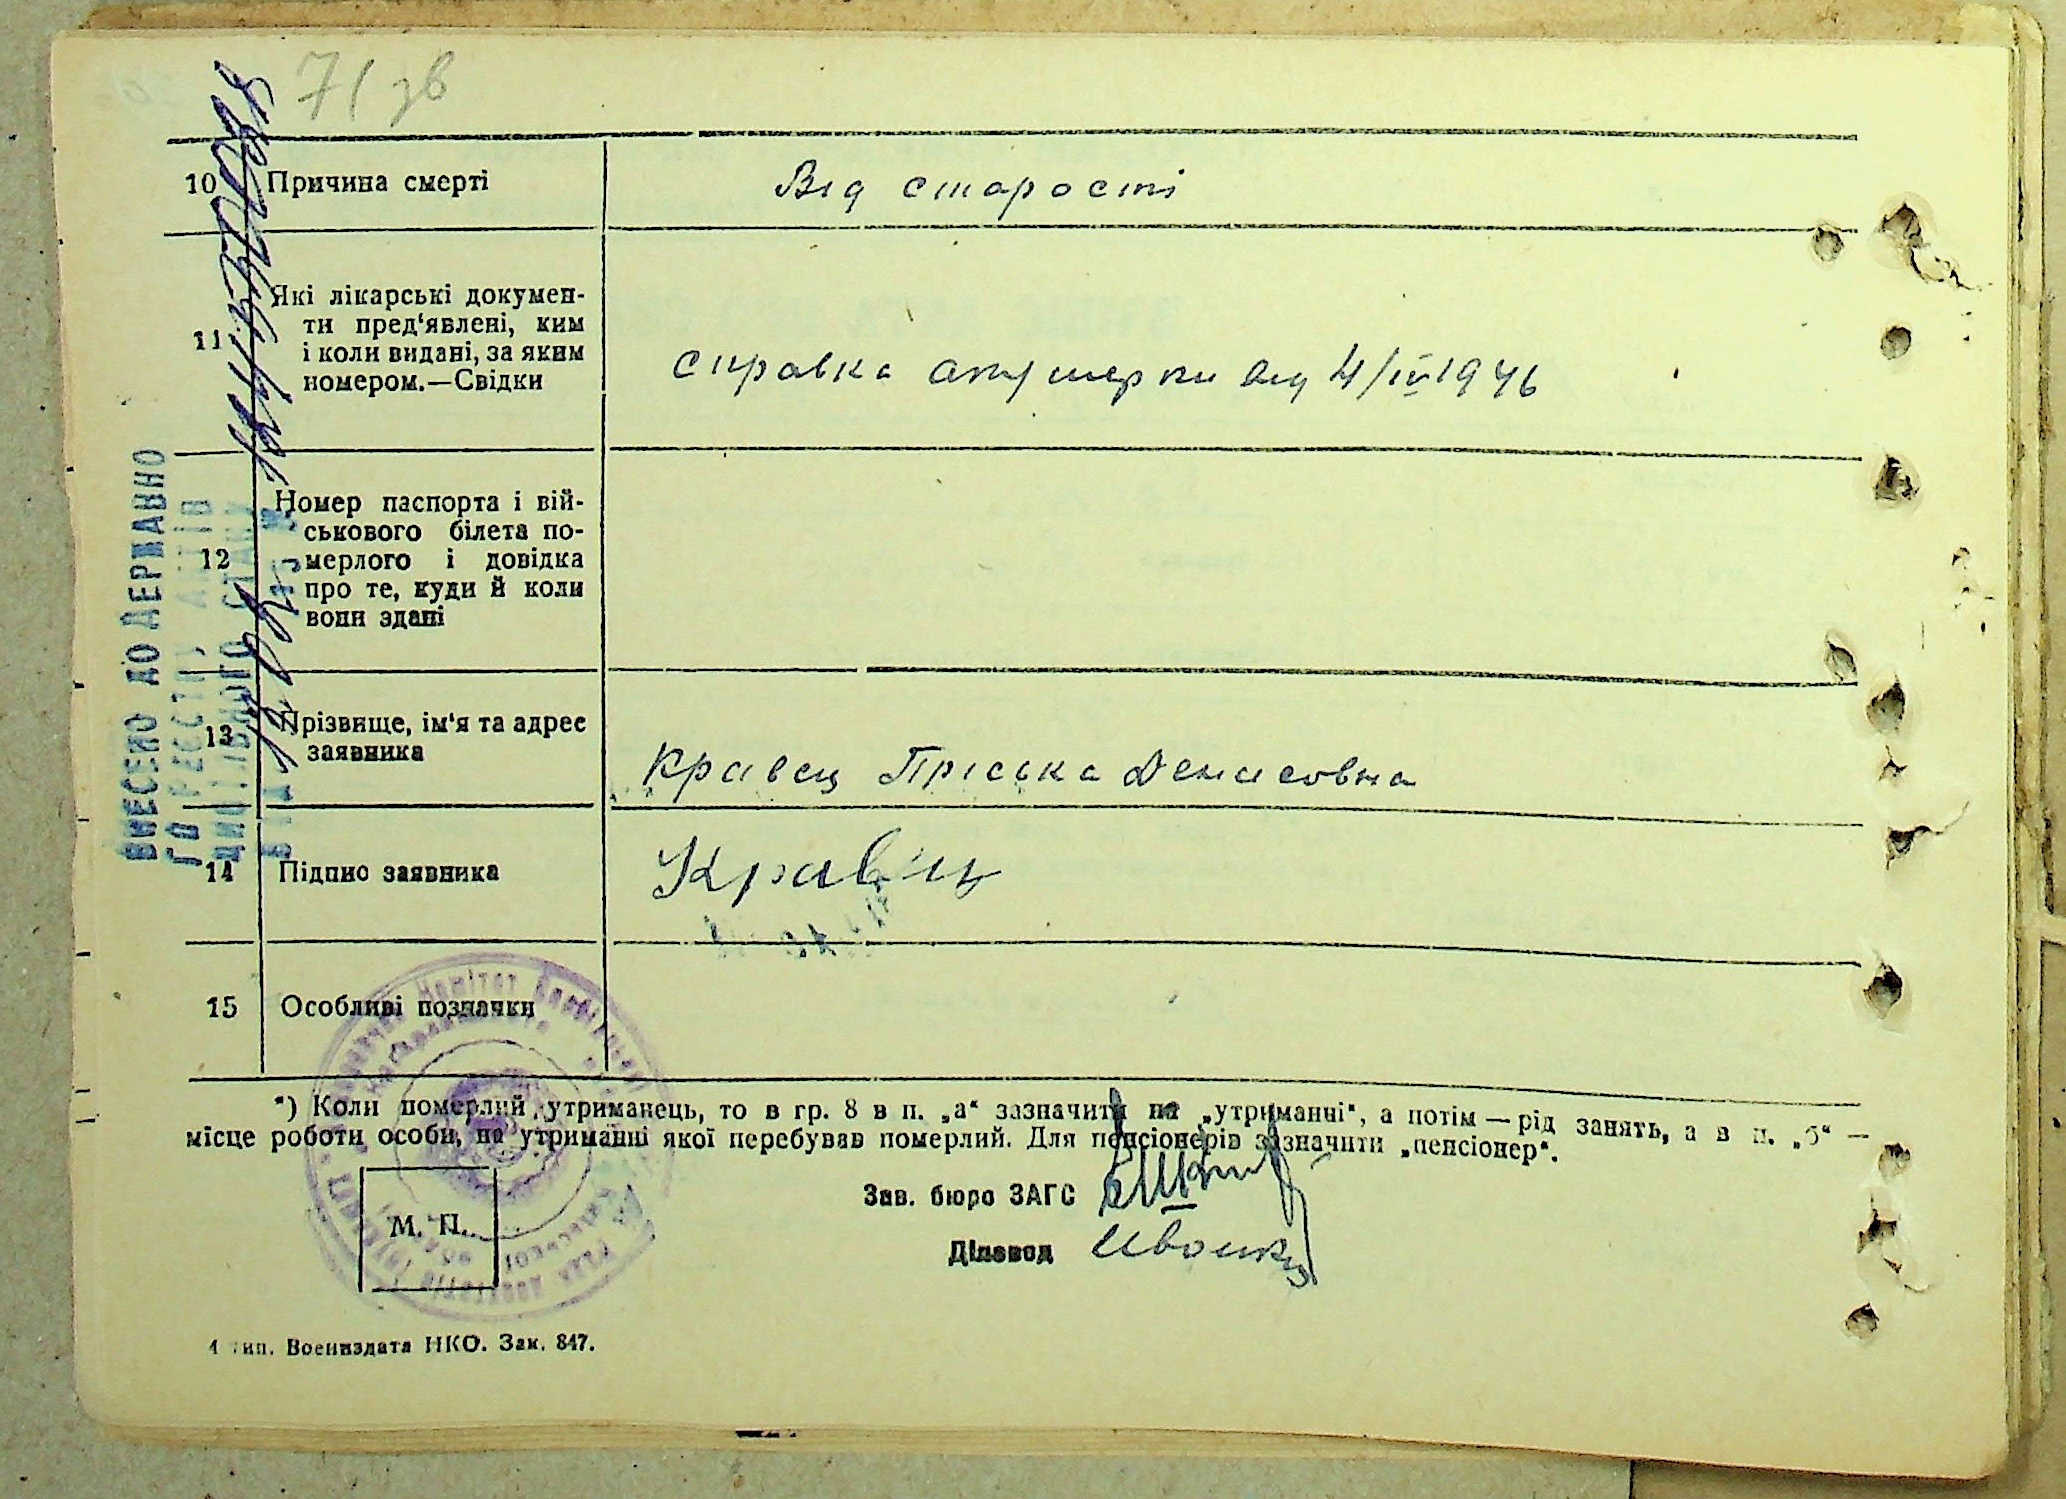 71 зв
10 Причина смерті Від старості
11 Які лікарські докумен-
ти пред'явлені, ким
і коли видані, за яким
номером.—Свідки
справка від 4/IV 1946
12 Номер паспорта і вій-
ськового білета по-
мерлого і довідка
про те, куди й коли
вони здані
13 Прізвище, ім'я та адрес
заявника
Кравец Пріська Денисовна
14 Підпис заявника Кравец
15 Особливі позначки
*) Коли померлий утриманець, то в гр. 8 в п. „а“ зазначити на „утриманні“, а потім — рід занять, а в п. „б“ —
місце роботи особи, на утриманні якої перебував померлий. Для пенсіонерів зазначити „пенсіонер“.
Зав. бюро ЗАГС
Діловод
М. П.
4 тип. Воениздата НКО. Зак. 847.
ВНЕСЕНО ДО ДЕРЖАВНО
ГО РЕЄСТРУ АКТІВ
ЦИВІЛЬНОГО СТАНУ